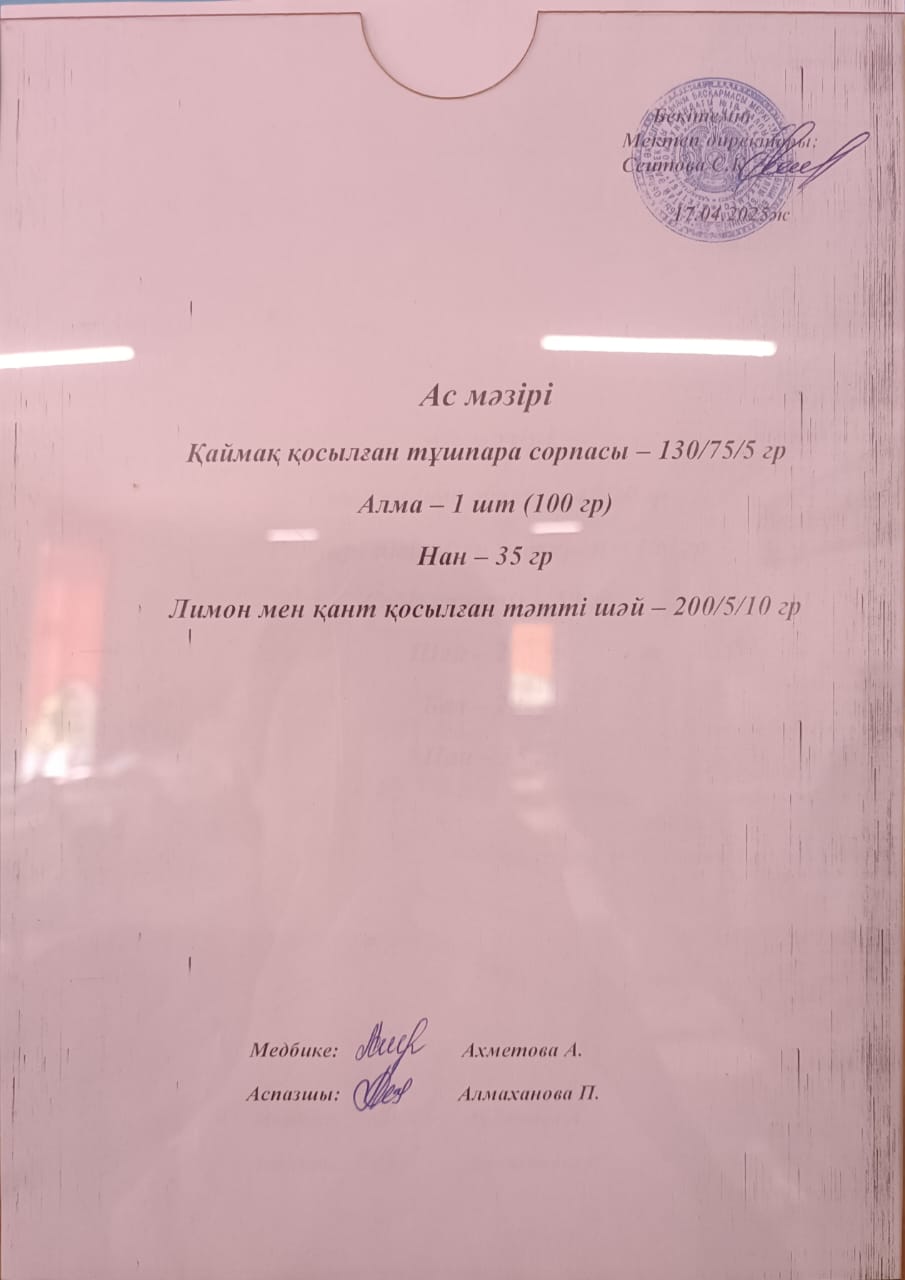 Бекітемін
Мектеп директоры:
Сеитова С.
17.04.2025ж
Ас мәзірі
Қаймақ қосылған тұшпара сорпасы – 130/75/5 гр
Алма – 1 шт (100 гр)
Нан – 35 гр
Лимон мен қант қосылған тәтті шәй – 200/5/10 гр
Медбике: Ахметова А.
Аспазшы: Алмаханова П.